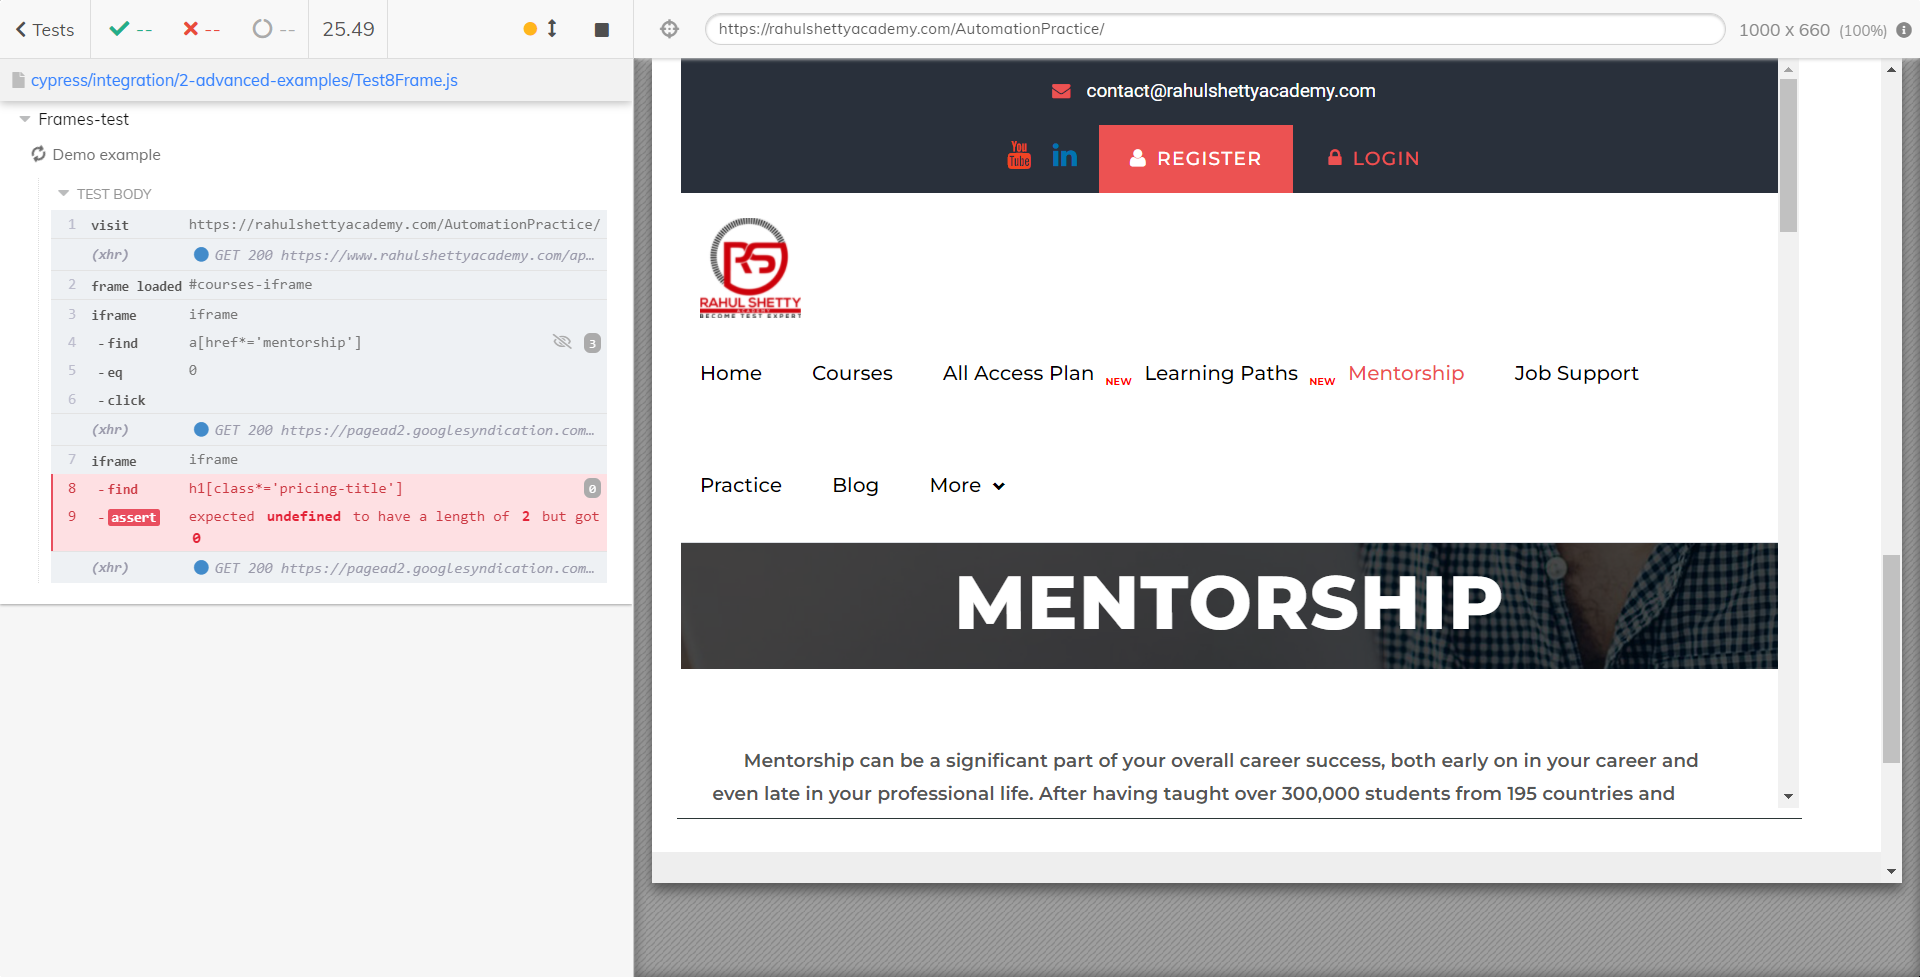 Tests
--
--
--
25.49
https://rahulshettyacademy.com/AutomationPractice/
1000 x 660 (100%)
cypress/integration/2-advanced-examples/Test8Frame.js
Frames-test
Demo example
TEST BODY
1 visit https://rahulshettyacademy.com/AutomationPractice/
(xhr) GET 200 https://www.rahulshettyacademy.com/ap…
2 frame loaded #courses-iframe
3 iframe iframe
4 -find a[href*='mentorship'] 3
5 -eq 0
6 -click
(xhr) GET 200 https://pagead2.googlesyndication.com…
7 iframe iframe
8 -find h1[class*='pricing-title'] 0
9 -assert expected undefined to have a length of 2 but got
0
(xhr) GET 200 https://pagead2.googlesyndication.com…
contact@rahulshettyacademy.com
You
Tube
in
REGISTER
LOGIN
RS
RAHUL SHETTY
ACADEMY
BECOME TEST EXPERT
Home
Courses
All Access Plan NEW
Learning Paths NEW
Mentorship
Job Support
Practice
Blog
More
MENTORSHIP
Mentorship can be a significant part of your overall career success, both early on in your career and
even late in your professional life. After having taught over 300,000 students from 195 countries and